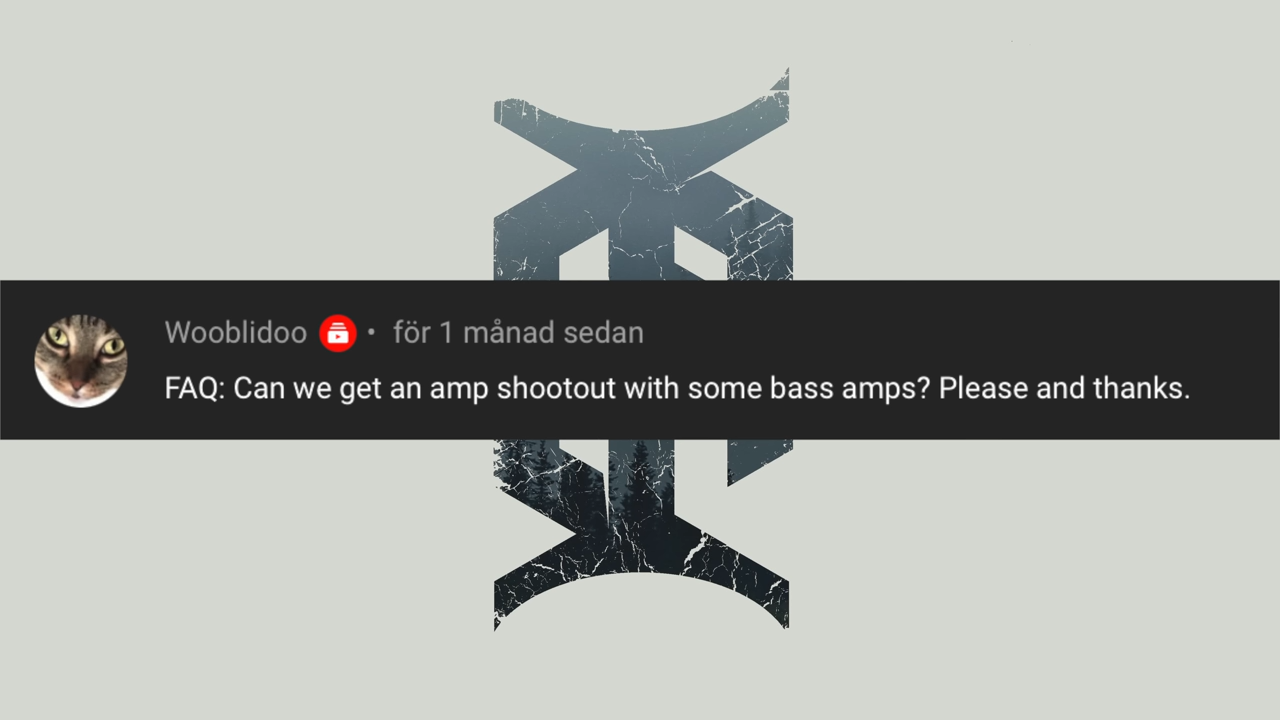 Wooblidoo • för 1 månad sedan
FAQ: Can we get an amp shootout with some bass amps? Please and thanks.